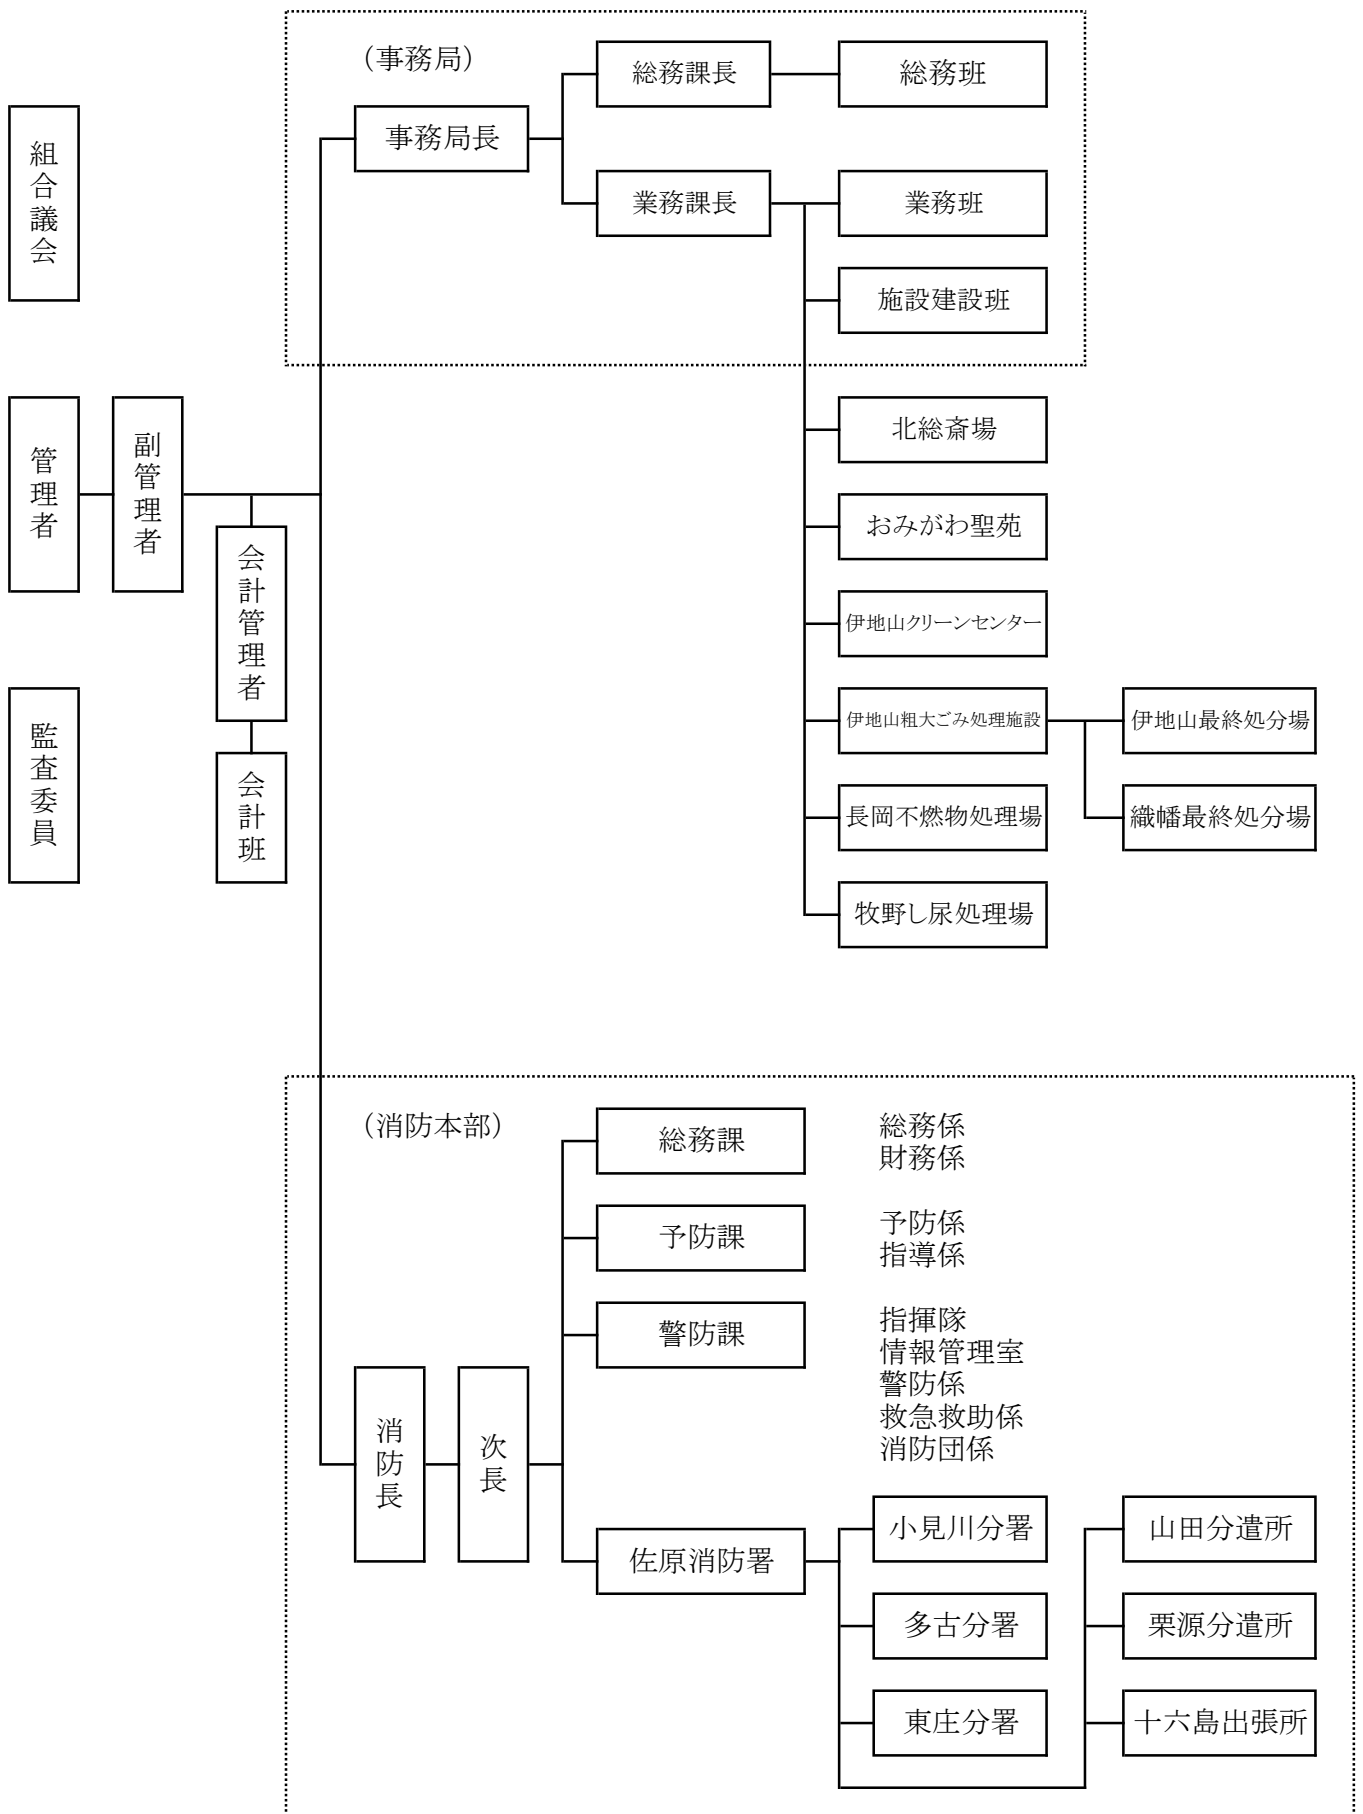 (事務局)
総務課長
総務班
事務局長
業務課長
業務班
施設建設班
組合議会
管理者
副管理者
会計管理者
会計班
監査委員
北総斎場
おみがわ聖苑
伊地山クリーンセンター
伊地山粗大ごみ処理施設
伊地山最終処分場
長岡不燃物処理場
織幡最終処分場
牧野し尿処理場
(消防本部)
総務課
総務係
財務係
予防課
予防係
指導係
警防課
指揮隊
情報管理室
警防係
救急救助係
消防団係
消防長
次長
佐原消防署
小見川分署
山田分遣所
多古分署
栗源分遣所
東庄分署
十六島出張所